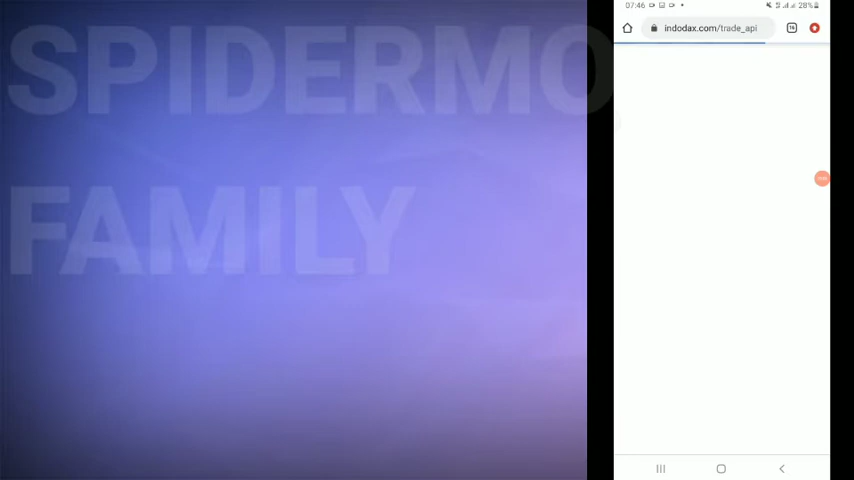 SPIDERMO
FAMILY
07:46
28%
indodax.com/trade_api
16